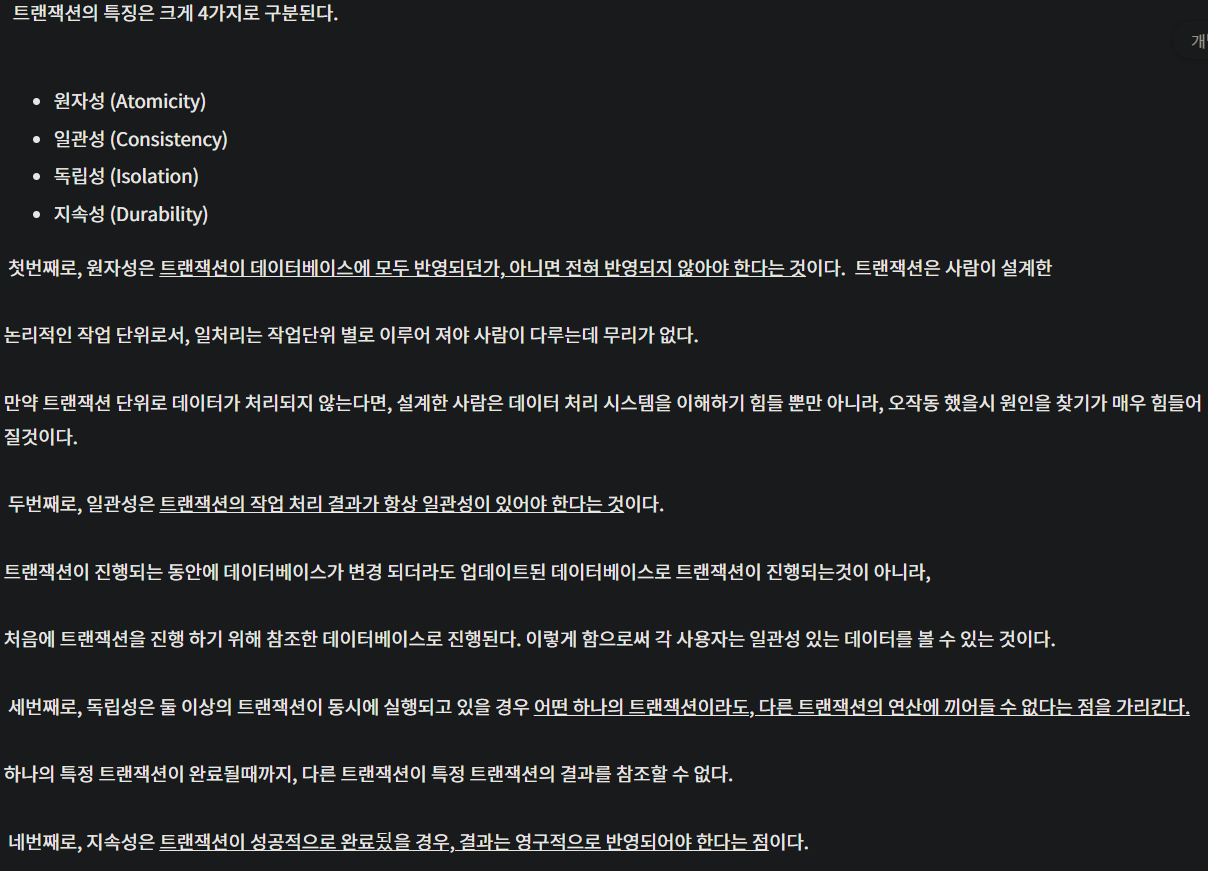 트랜잭션의 특징은 크게 4가지로 구분된다.
개발
• 원자성 (Atomicity)
• 일관성 (Consistency)
• 독립성 (Isolation)
• 지속성 (Durability)
첫번째로, 원자성은 트랜잭션이 데이터베이스에 모두 반영되던가, 아니면 전혀 반영되지 않아야 한다는 것이다. 트랜잭션은 사람이 설계한
논리적인 작업 단위로서, 일처리는 작업단위 별로 이루어 져야 사람이 다루는데 무리가 없다.
만약 트랜잭션 단위로 데이터가 처리되지 않는다면, 설계한 사람은 데이터 처리 시스템을 이해하기 힘들 뿐만 아니라, 오작동 했을시 원인을 찾기가 매우 힘들어
질것이다.
두번째로, 일관성은 트랜잭션의 작업 처리 결과가 항상 일관성이 있어야 한다는 것이다.
트랜잭션이 진행되는 동안에 데이터베이스가 변경 되더라도 업데이트된 데이터베이스로 트랜잭션이 진행되는것이 아니라,
처음에 트랜잭션을 진행 하기 위해 참조한 데이터베이스로 진행된다. 이렇게 함으로써 각 사용자는 일관성 있는 데이터를 볼 수 있는 것이다.
세번째로, 독립성은 둘 이상의 트랜잭션이 동시에 실행되고 있을 경우 어떤 하나의 트랜잭션이라도, 다른 트랜잭션의 연산에 끼어들 수 없다는 점을 가리킨다.
하나의 특정 트랜잭션이 완료될때까지, 다른 트랜잭션이 특정 트랜잭션의 결과를 참조할 수 없다.
네번째로, 지속성은 트랜잭션이 성공적으로 완료됬을 경우, 결과는 영구적으로 반영되어야 한다는 점이다.